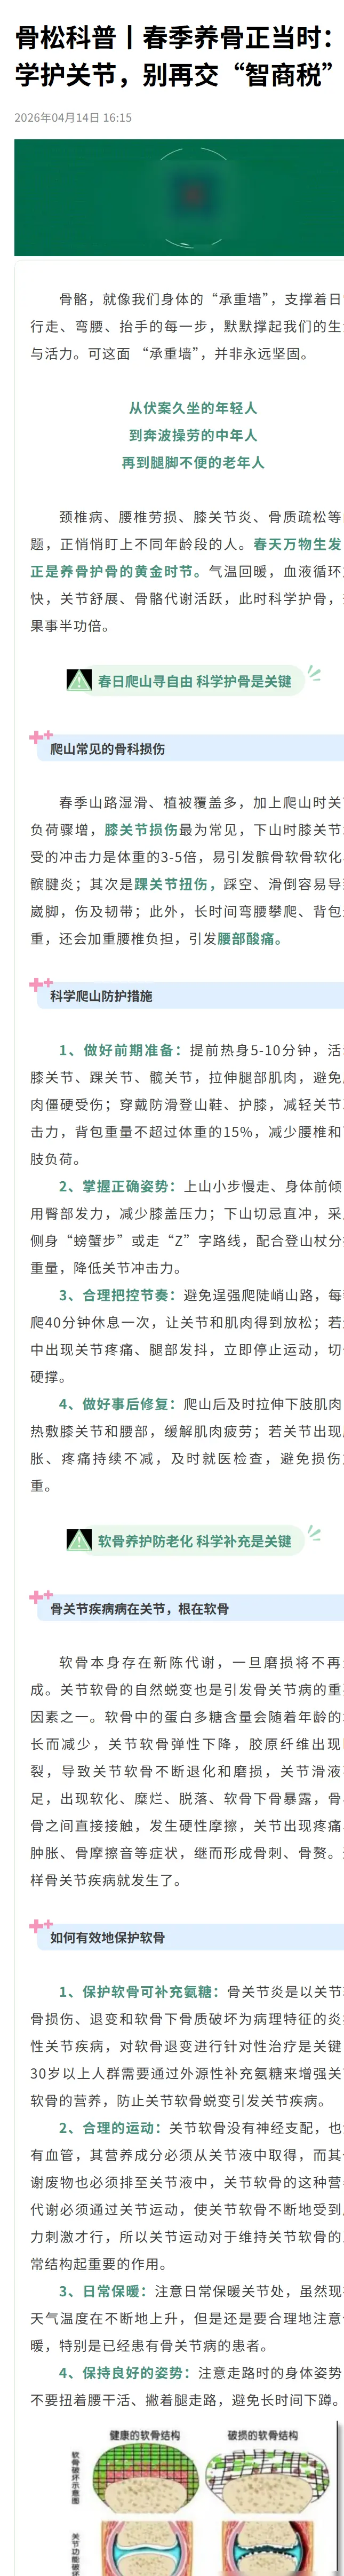 骨松科普丨春季养骨正当时：
学护关节，别再交“智商税”
2026年04月14日 16:15
骨骼，就像我们身体的“承重墙”，支撑着日
行走、弯腰、抬手的每一步，默默撑起我们的生
与活力。可这面 “承重墙”，并非永远坚固。
从伏案久坐的年轻人
到奔波操劳的中年人
再到腿脚不便的老年人
颈椎病、腰椎劳损、膝关节炎、骨质疏松等
题，正悄悄盯上不同年龄段的人。春天万物生发
正是养骨护骨的黄金时节。气温回暖，血液循环
快，关节舒展、骨骼代谢活跃，此时科学护骨，
果事半功倍。
春日爬山寻自由 科学护骨是关键
爬山常见的骨科损伤
春季山路湿滑、植被覆盖多，加上爬山时关
负荷骤增，膝关节损伤最为常见，下山时膝关节
受的冲击力是体重的3-5倍，易引发髌骨软骨软化
髌腱炎；其次是踝关节扭伤，踩空、滑倒容易导
崴脚，伤及韧带；此外，长时间弯腰攀爬、背包
重，还会加重腰椎负担，引发腰部酸痛。
科学爬山防护措施
1、做好前期准备：提前热身5-10分钟，活
膝关节、踝关节、髋关节，拉伸腿部肌肉，避免
肉僵硬受伤；穿戴防滑登山鞋、护膝，减轻关节
击力，背包重量不超过体重的15%，减少腰椎和
肢负荷。
2、掌握正确姿势：上山小步慢走、身体前倾
用臀部发力，减少膝盖压力；下山切忌直冲，采
侧身“螃蟹步”或走“Z”字路线，配合登山杖分
重量，降低关节冲击力。
3、合理把控节奏：避免逞强爬陡峭山路，每
爬40分钟休息一次，让关节和肌肉得到放松；若
中出现关节疼痛、腿部发抖，立即停止运动，切
硬撑。
4、做好事后修复：爬山后及时拉伸下肢肌肉
热敷膝关节和腰部，缓解肌肉疲劳；若关节出现
胀、疼痛持续不减，及时就医检查，避免损伤
重。
软骨养护防老化 科学补充是关键
骨关节疾病病在关节，根在软骨
软骨本身存在新陈代谢，一旦磨损将不再
成。关节软骨的自然蜕变也是引发骨关节病的重
因素之一。软骨中的蛋白多糖含量会随着年龄的
长而减少，关节软骨弹性下降，胶原纤维出现
裂，导致关节软骨不断退化和磨损，关节滑液
足，出现软化、糜烂、脱落、软骨下骨暴露，骨
骨之间直接接触，发生硬性摩擦，关节出现疼痛
肿胀、骨摩擦音等症状，继而形成骨刺、骨赘。
样骨关节疾病就发生了。
如何有效地保护软骨
1、保护软骨可补充氨糖：骨关节炎是以关节
骨损伤、退变和软骨下骨质破坏为病理特征的炎
性关节疾病，对软骨退变进行针对性治疗是关键
30岁以上人群需要通过外源性补充氨糖来增强关
软骨的营养，防止关节软骨蜕变引发关节疾病。
2、合理的运动：关节软骨没有神经支配，也
有血管，其营养成分必须从关节液中取得，而其
谢废物也必须排至关节液中，关节软骨的这种营
代谢必须通过关节运动，使关节软骨不断地受到
力刺激才行，所以关节运动对于维持关节软骨的
常结构起重要的作用。
3、日常保暖：注意日常保暖关节处，虽然现
天气温度在不断地上升，但是还是要合理地注意
暖，特别是已经患有骨关节病的患者。
4、保持良好的姿势：注意走路时的身体姿势
不要扭着腰干活、撇着腿走路，避免长时间下蹲。
健康的软骨结构
破损的软骨结构
软骨破坏示意图
关节功能破坏